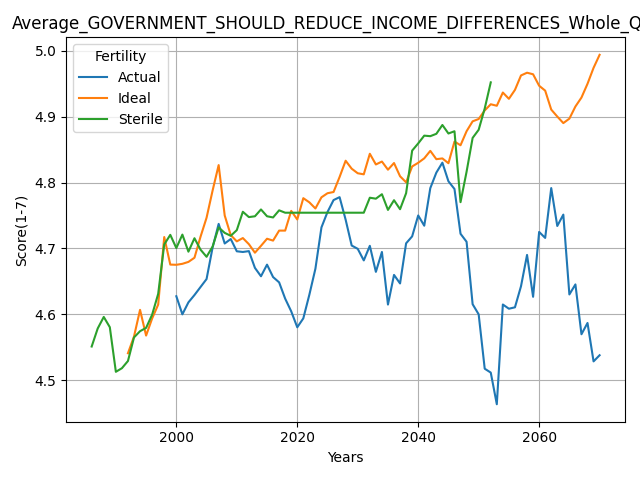 Average_GOVERNMENT_SHOULD_REDUCE_INCOME_DIFFERENCES_Whole_Q
Fertility
Actual
Ideal
Sterile
Score(1-7)
5.0
4.9
4.8
4.7
4.6
4.5
2000 2020 2040 2060
Years